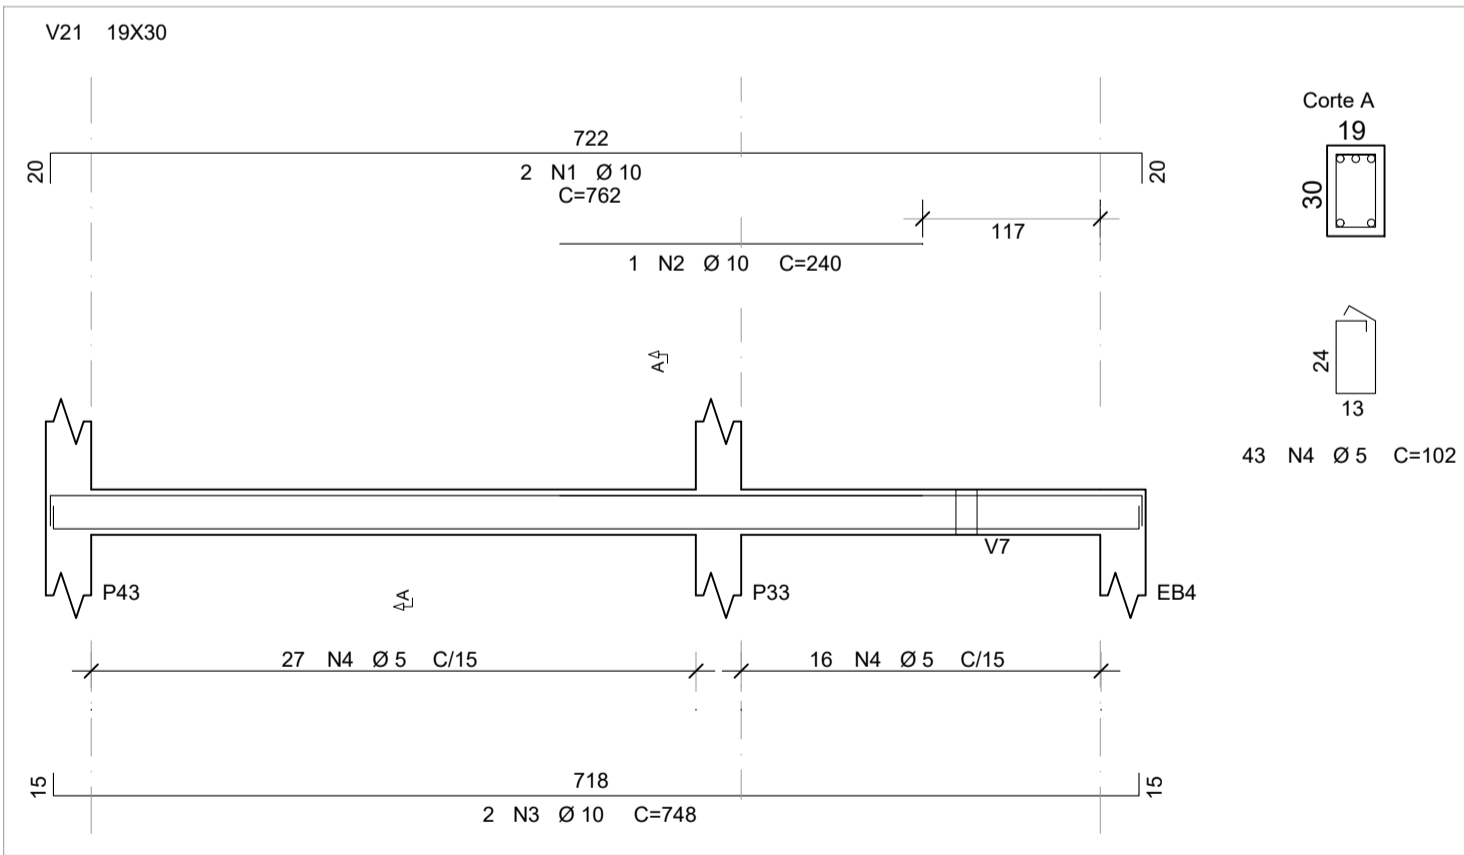 V21 19X30
Corte A
19
722
20
20
2 N1 Ø 10
C=762
30
117
1 N2 Ø 10 C=240
A
24
13
43 N4 Ø 5 C=102
V7
P43
A
P33
EB4
27 N4 Ø 5 C/15
16 N4 Ø 5 C/15
718
15
15
2 N3 Ø 10 C=748